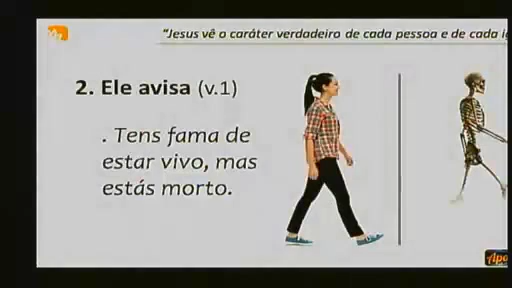 "Jesus vê o caráter verdadeiro de cada pessoa e de cada
2. Ele avisa (v.1)
. Tens fama de
estar vivo, mas
estás morto.